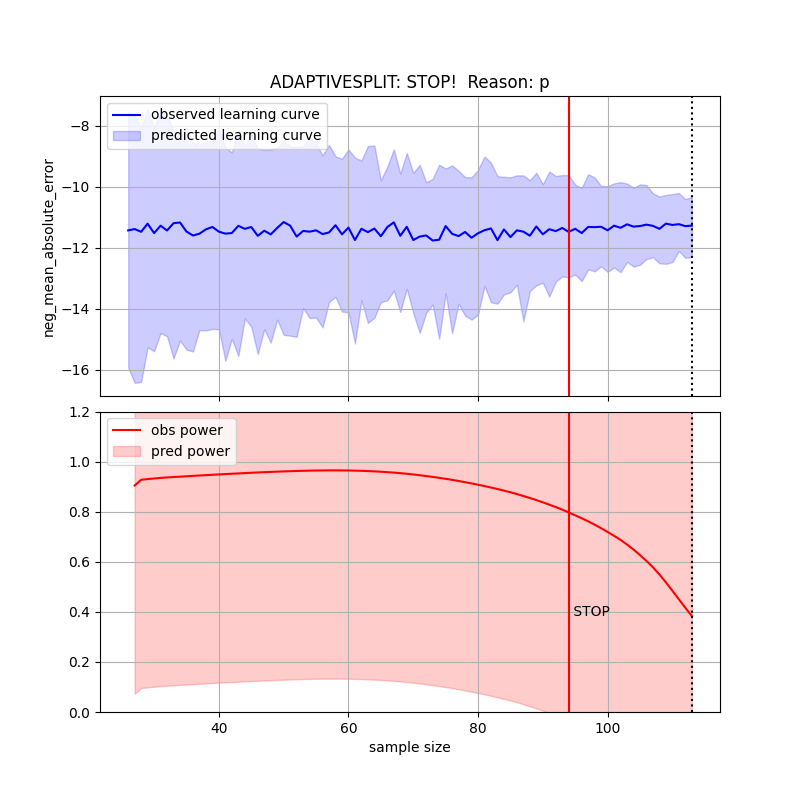 ADAPTIVESPLIT: STOP!  Reason: p
observed learning curve
predicted learning curve
neg_mean_absolute_error
−8
−10
−12
−14
−16
obs power
pred power
1.2
1.0
0.8
0.6
0.4
0.2
0.0
STOP
40 60 80 100
sample size